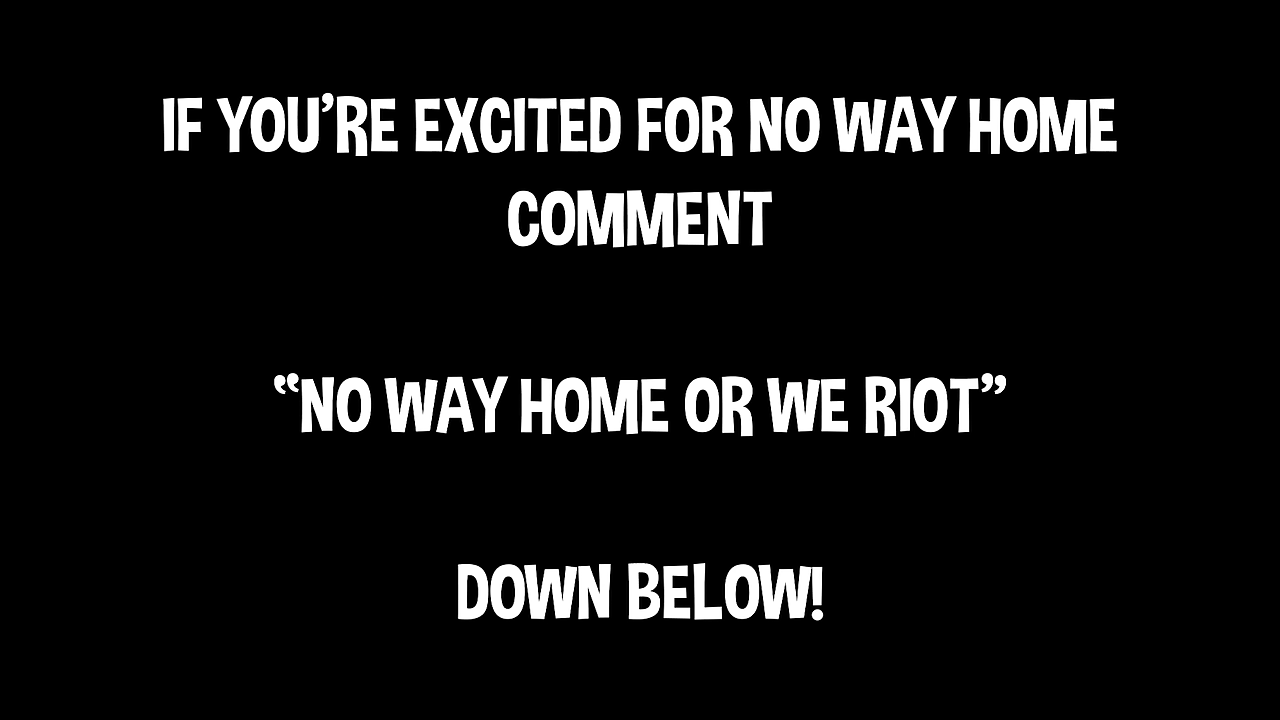 IF YOU’RE EXCITED FOR NO WAY HOME
COMMENT
“NO WAY HOME OR WE RIOT”
DOWN BELOW!